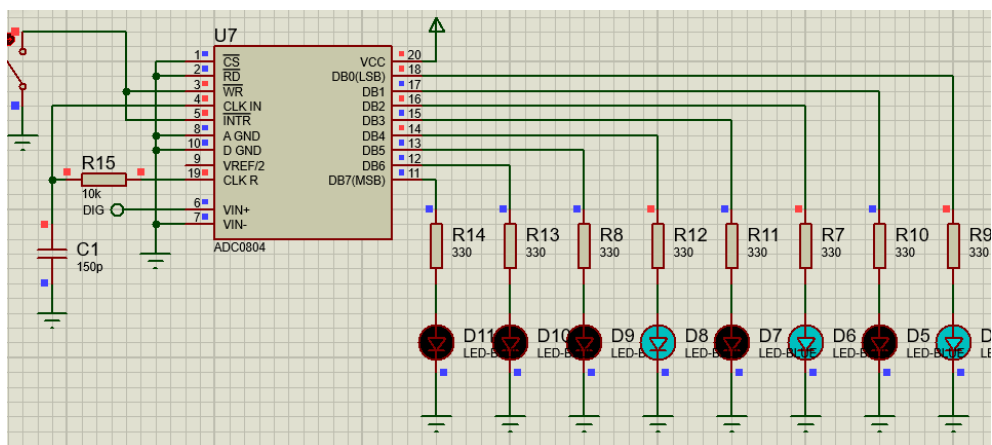 U7
1 CS VCC 20
2 RD DB0(LSB) 18
3 WR DB1 17
4 CLK IN DB2 16
5 INTR DB3 15
8 A GND DB4 14
10 D GND DB5 13
9 VREF/2 DB6 12
19 CLK R DB7(MSB) 11
6 VIN+
7 VIN-
ADC0804
R15
10k
DIG
C1
150p
R14 R13 R8 R12 R11 R7 R10 R9
330 330 330 330 330 330 330 330
D11 D10 D9 D8 D7 D6 D5
LED-BLUE